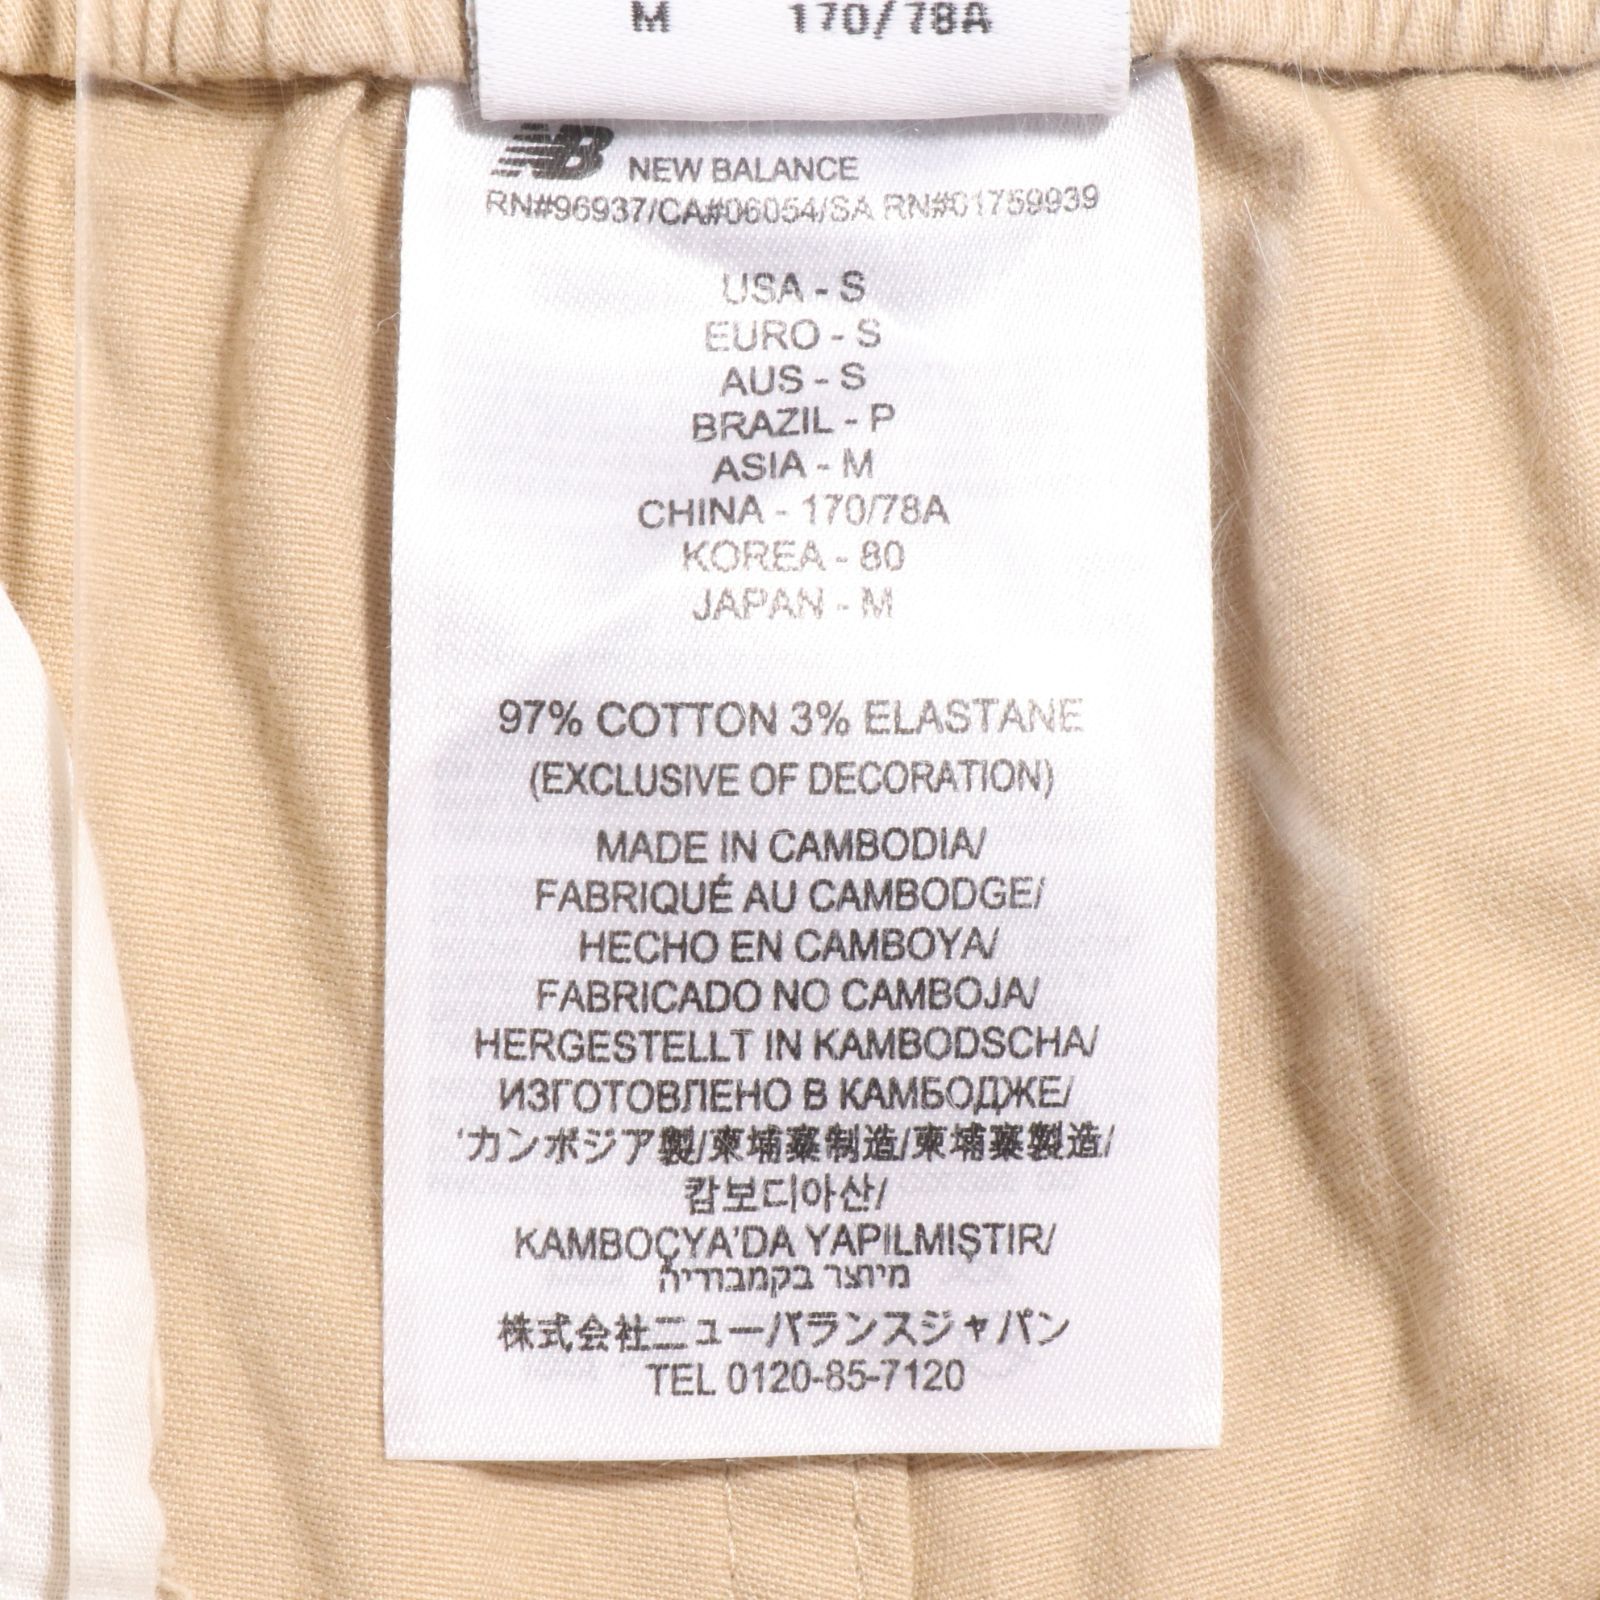 M 170/78A
NB NEW BALANCE
RN#96937/CA#06054/SA RN#01759939
USA - S
EURO - S
AUS - S
BRAZIL - P
ASIA - M
CHINA - 170/78A
KOREA - 80
JAPAN - M
97% COTTON 3% ELASTANE
(EXCLUSIVE OF DECORATION)
MADE IN CAMBODIA/
FABRIQUÉ AU CAMBODGE/
HECHO EN CAMBOYA/
FABRICADO NO CAMBOJA/
HERGESTELLT IN KAMBODSCHA/
ИЗГОТОВЛЕНО В КАМБОДЖЕ/
'カンボジア製/柬埔寨制造/柬埔寨製造/
캄보디아산/
KAMBOÇYA'DA YAPILMIŞTIR/
מיוצר בקמבודיה
株式会社ニューバランスジャパン
TEL 0120-85-7120